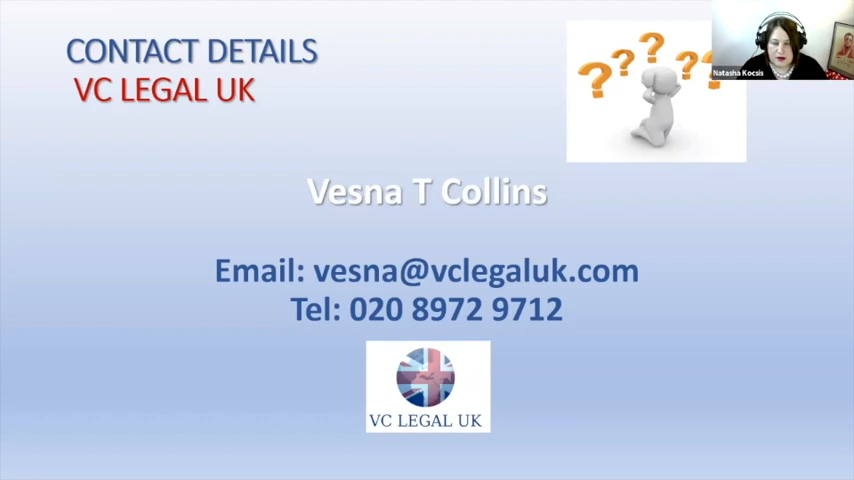 CONTACT DETAILS
VC LEGAL UK
Natasha Kocsis
Vesna T Collins
Email: vesna@vclegaluk.com
Tel: 020 8972 9712
VC LEGAL UK